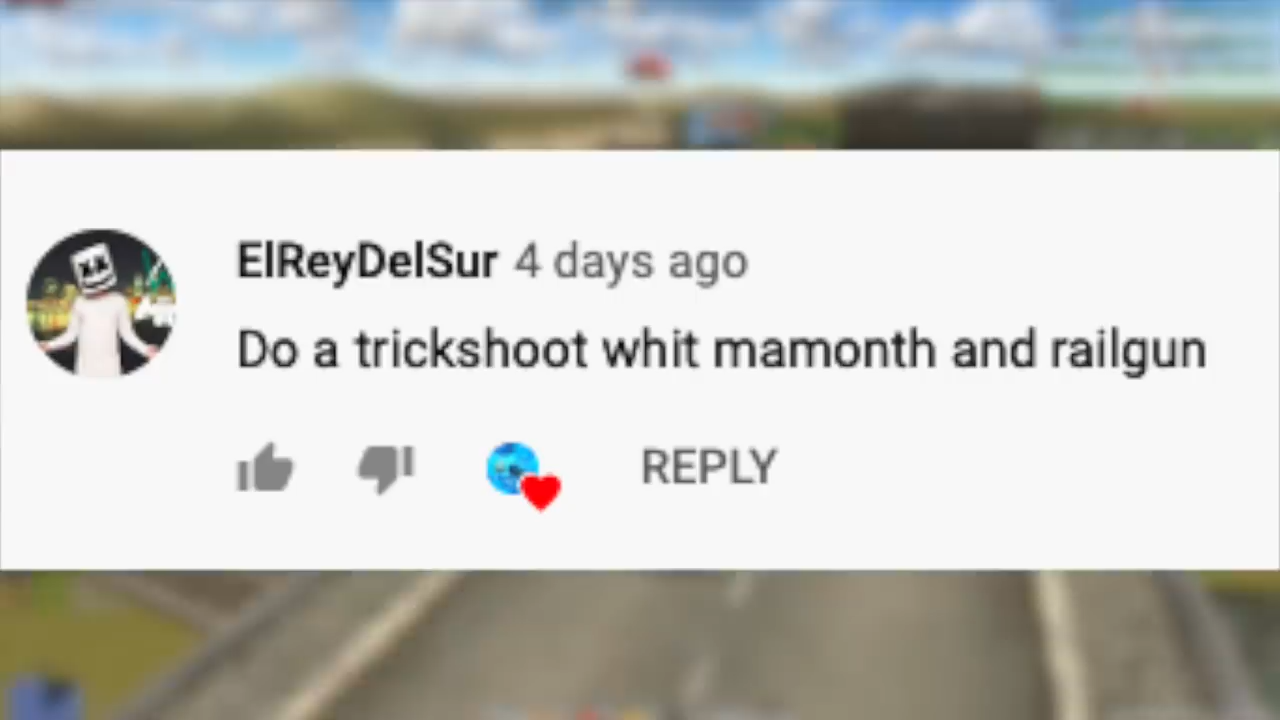 ElReyDelSur 4 days ago
Do a trickshoot whit mamonth and railgun
REPLY